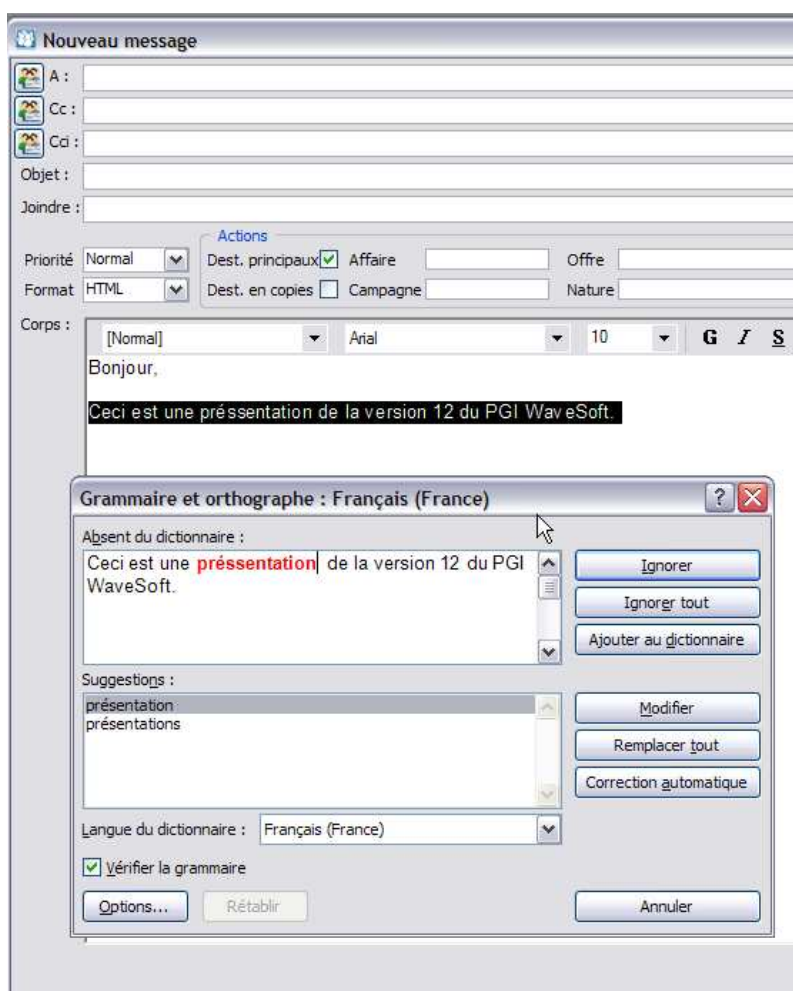 Nouveau message
A :
Cc :
Cci :
Objet :
Joindre :
Actions
Priorité Normal Dest. principaux Affaire Offre
Format HTML Dest. en copies Campagne Nature
Corps : [Normal] Arial 10 G I S
Bonjour,
Ceci est une préssentation de la version 12 du PGI WaveSoft.
Grammaire et orthographe : Français (France)
Absent du dictionnaire :
Ceci est une préssentation de la version 12 du PGI
WaveSoft.
Ignorer
Ignorer tout
Ajouter au dictionnaire
Suggestions :
présentation
présentations
Modifier
Remplacer tout
Correction automatique
Langue du dictionnaire : Français (France)
Vérifier la grammaire
Options... Rétablir Annuler